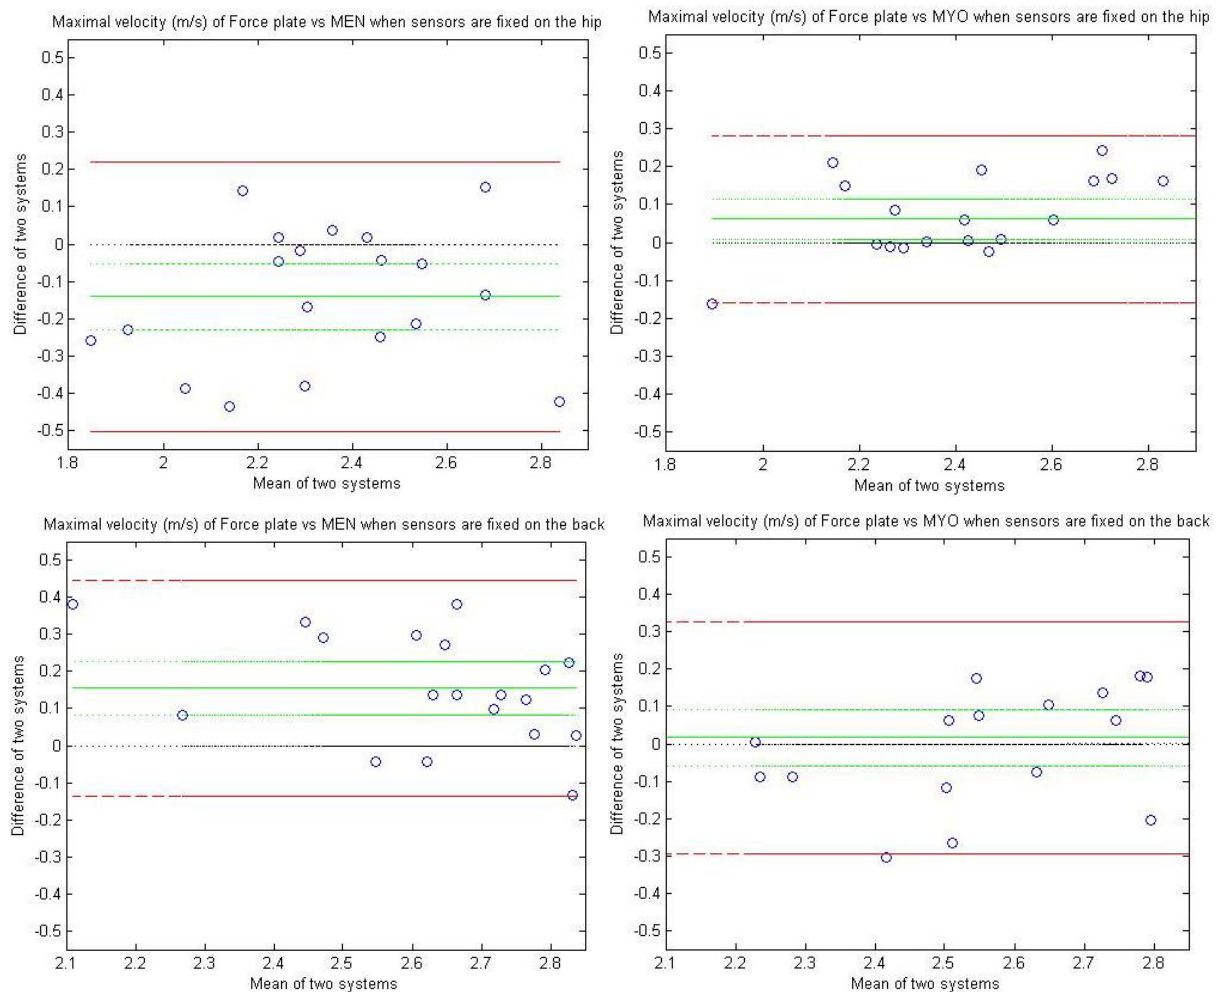 Maximal velocity (m/s) of Force plate vs MEN when sensors are fixed on the hip
0.5
0.4
0.3
0.2
0.1
0
-0.1
-0.2
-0.3
-0.4
-0.5
Difference of two systems
1.8 2 2.2 2.4 2.6 2.8
Mean of two systems
Maximal velocity (m/s) of Force plate vs MYO when sensors are fixed on the hip
0.5
0.4
0.3
0.2
0.1
0
-0.1
-0.2
-0.3
-0.4
-0.5
Difference of two systems
1.8 2 2.2 2.4 2.6 2.8
Mean of two systems
Maximal velocity (m/s) of Force plate vs MEN when sensors are fixed on the back
0.5
0.4
0.3
0.2
0.1
0
-0.1
-0.2
-0.3
-0.4
-0.5
Difference of two systems
2.1 2.2 2.3 2.4 2.5 2.6 2.7 2.8
Mean of two systems
Maximal velocity (m/s) of Force plate vs MYO when sensors are fixed on the back
0.5
0.4
0.3
0.2
0.1
0
-0.1
-0.2
-0.3
-0.4
-0.5
Difference of two systems
2.1 2.2 2.3 2.4 2.5 2.6 2.7 2.8
Mean of two systems